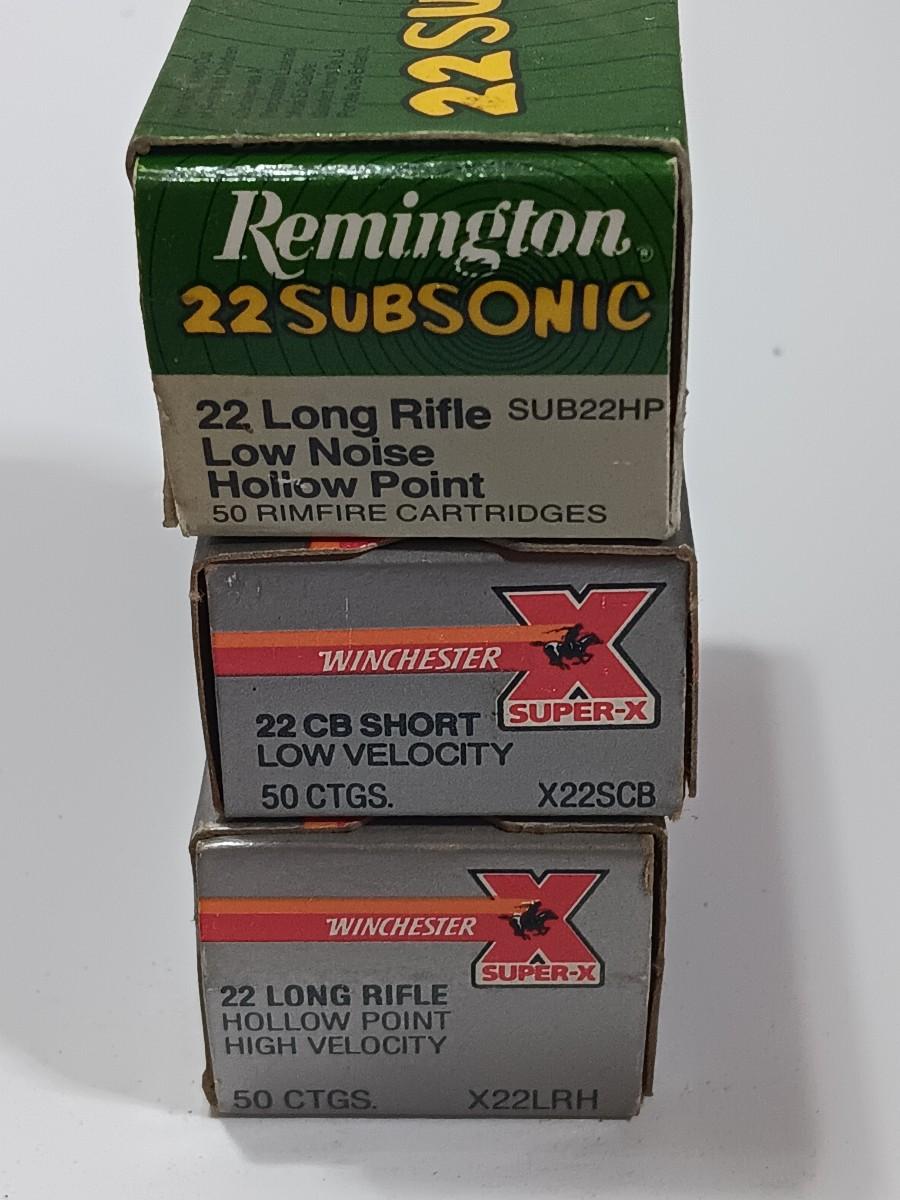 22 SU
Remington®
22 SUBSONIC
22 Long Rifle SUB22HP
Low Noise
Hollow Point
50 RIMFIRE CARTRIDGES
WINCHESTER
X
SUPER-X
22 CB SHORT
LOW VELOCITY
50 CTGS. X22SCB
WINCHESTER
X
SUPER-X
22 LONG RIFLE
HOLLOW POINT
HIGH VELOCITY
50 CTGS. X22LRH